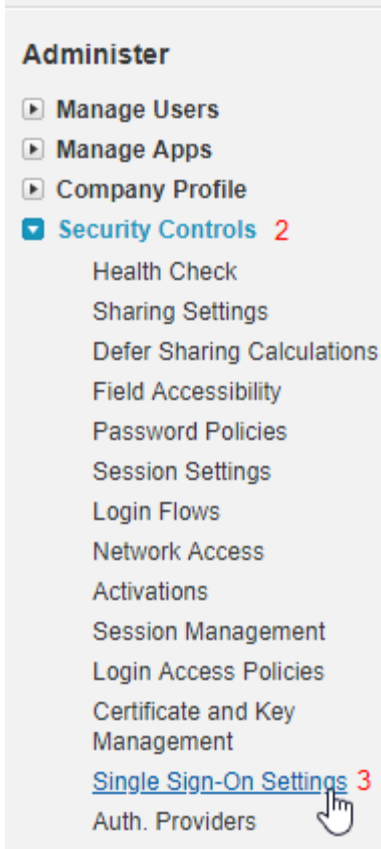 Administer
Manage Users
Manage Apps
Company Profile
Security Controls 2
Health Check
Sharing Settings
Defer Sharing Calculations
Field Accessibility
Password Policies
Session Settings
Login Flows
Network Access
Activations
Session Management
Login Access Policies
Certificate and Key
Management
Single Sign-On Settings 3
Auth. Providers